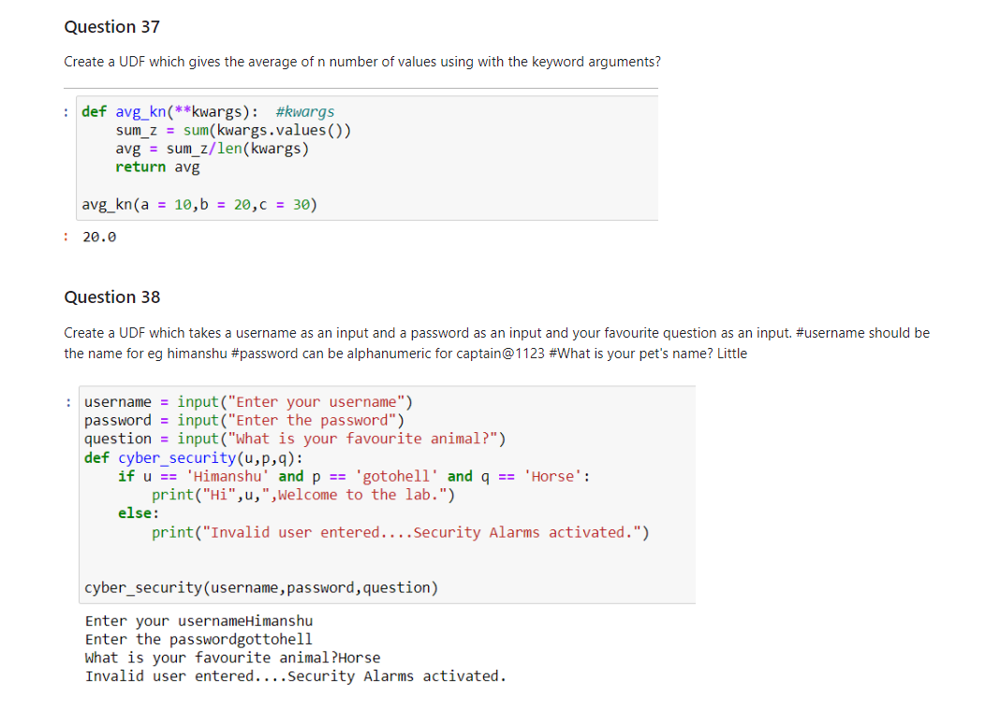 Question 37
Create a UDF which gives the average of n number of values using with the keyword arguments?
: def avg_kn(**kwargs):  #kwargs
    sum_z = sum(kwargs.values())
    avg = sum_z/len(kwargs)
    return avg
avg_kn(a = 10,b = 20,c = 30)
: 20.0
Question 38
Create a UDF which takes a username as an input and a password as an input and your favourite question as an input. #username should be
the name for eg himanshu #password can be alphanumeric for captain@1123 #What is your pet's name? Little
: username = input("Enter your username")
password = input("Enter the password")
question = input("What is your favourite animal?")
def cyber_security(u,p,q):
    if u == 'Himanshu' and p == 'gotohell' and q == 'Horse':
        print("Hi",u,",Welcome to the lab.")
    else:
        print("Invalid user entered....Security Alarms activated.")
cyber_security(username,password,question)
Enter your usernameHimanshu
Enter the passwordgottohell
What is your favourite animal?Horse
Invalid user entered....Security Alarms activated.